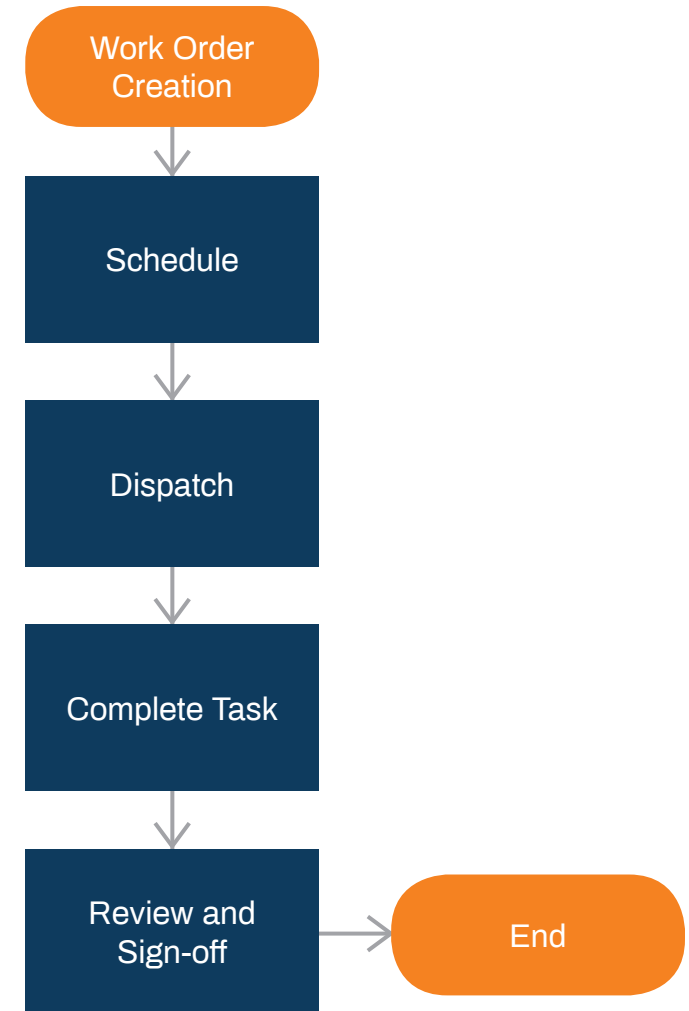 Work Order
Creation
Schedule
Dispatch
Complete Task
Review and
Sign-off
End